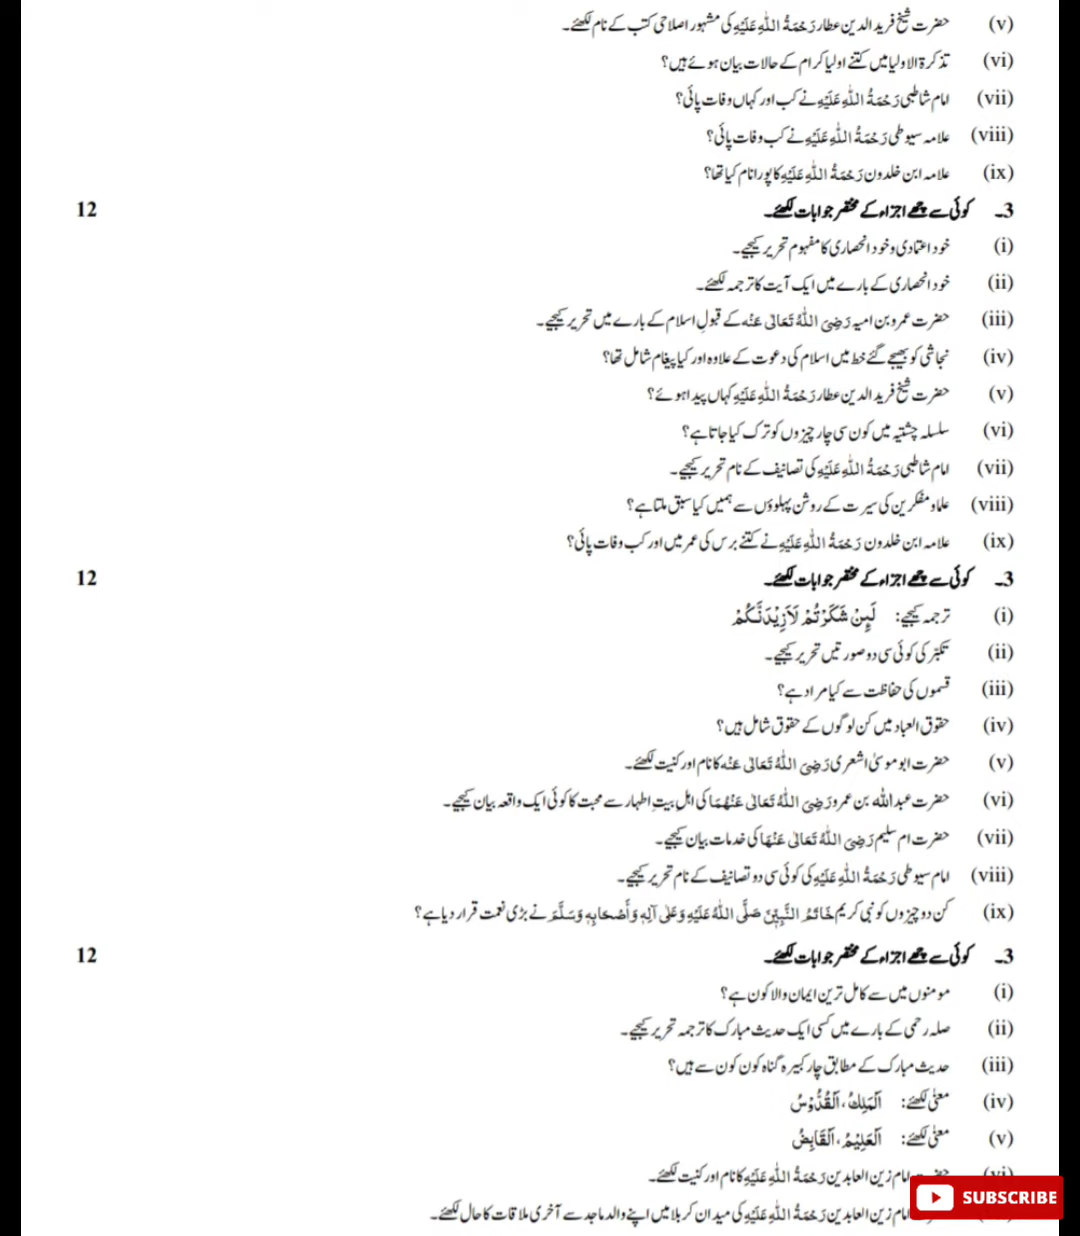 (v) حضرت شیخ فرید الدین عطار رَحْمَۃُ اللّٰہِ عَلَیْہِ کی مشہور اصلاحی کتب کے نام لکھئے۔
(vi) تذکرۃ الاولیا میں کتنے اولیا کرام کے حالات بیان ہوئے ہیں؟
(vii) امام شاطبی رَحْمَۃُ اللّٰہِ عَلَیْہِ نے کب اور کہاں وفات پائی؟
(viii) علامہ سیوطی رَحْمَۃُ اللّٰہِ عَلَیْہِ نے کب وفات پائی؟
(ix) علامہ ابن خلدون رَحْمَۃُ اللّٰہِ عَلَیْہِ کا پورا نام کیا تھا؟
3۔ کوئی سے چھے اجزاء کے مختصر جوابات لکھئے۔ 12
(i) خود اعتمادی و خود انحصاری کا مفہوم تحریر کیجیے۔
(ii) خود انحصاری کے بارے میں ایک آیت کا ترجمہ لکھئے۔
(iii) حضرت عمرو بن امیہ رَضِیَ اللّٰہُ تَعَالٰی عَنْہ کے قبولِ اسلام کے بارے میں تحریر کیجیے۔
(iv) نجاشی کو بھیجے گئے خط میں اسلام کی دعوت کے علاوہ اور کیا پیغام شامل تھا؟
(v) حضرت شیخ فرید الدین عطار رَحْمَۃُ اللّٰہِ عَلَیْہِ کہاں پیدا ہوئے؟
(vi) سلسلہ چشتیہ میں کون سی چار چیزوں کو ترک کیا جاتا ہے؟
(vii) امام شاطبی رَحْمَۃُ اللّٰہِ عَلَیْہِ کی تصانیف کے نام تحریر کیجیے۔
(viii) علما و مفکرین کی سیرت کے روشن پہلوؤں سے ہمیں کیا سبق ملتا ہے؟
(ix) علامہ ابن خلدون رَحْمَۃُ اللّٰہِ عَلَیْہِ نے کتنے برس کی عمر میں اور کب وفات پائی؟
3۔ کوئی سے چھے اجزاء کے مختصر جوابات لکھئے۔ 12
(i) ترجمہ کیجیے: لَئِنْ شَکَرْتُمْ لَاَزِیْدَنَّکُمْ
(ii) تکبّر کی کوئی سی دو صورتیں تحریر کیجیے۔
(iii) قسموں کی حفاظت سے کیا مراد ہے؟
(iv) حقوق العباد میں کن لوگوں کے حقوق شامل ہیں؟
(v) حضرت ابو موسیٰ اشعری رَضِیَ اللّٰہُ تَعَالٰی عَنْہ کا نام اور کنیت لکھئے۔
(vi) حضرت عبداللہ بن عمرو رَضِیَ اللّٰہُ تَعَالٰی عَنْہُمَا کی اہلِ بیتِ اطہار سے محبت کا کوئی ایک واقعہ بیان کیجیے۔
(vii) حضرت ام سلیم رَضِیَ اللّٰہُ تَعَالٰی عَنْہَا کی خدمات بیان کیجیے۔
(viii) امام سیوطی رَحْمَۃُ اللّٰہِ عَلَیْہِ کی کوئی سی دو تصانیف کے نام تحریر کیجیے۔
(ix) کن دو چیزوں کو نبی کریم خَاتَمُ النَّبِیّٖنَ صَلَّی اللّٰہُ عَلَیْہِ وَعَلٰی آلِہٖ وَأَصْحَابِہٖ وَسَلَّمَ نے بڑی نعمت قرار دیا ہے؟
3۔ کوئی سے چھے اجزاء کے مختصر جوابات لکھئے۔ 12
(i) مومنوں میں سے کامل ترین ایمان والا کون ہے؟
(ii) صلہ رحمی کے بارے میں کسی ایک حدیث مبارک کا ترجمہ تحریر کیجیے۔
(iii) حدیث مبارک کے مطابق چار کبیرہ گناہ کون کون سے ہیں؟
(iv) معنیٰ لکھئے: اَلْمَلِکُ، اَلْقُدُّوْسُ
(v) معنیٰ لکھئے: اَلْعَلِیْمُ، اَلْقَابِضُ
(vi) امام زین العابدین رَحْمَۃُ اللّٰہِ عَلَیْہِ کا نام اور کنیت لکھئے۔
امام زین العابدین رَحْمَۃُ اللّٰہِ عَلَیْہِ کی میدان کربلا میں اپنے والد ماجد سے آخری ملاقات کا حال لکھئے۔
SUBSCRIBE